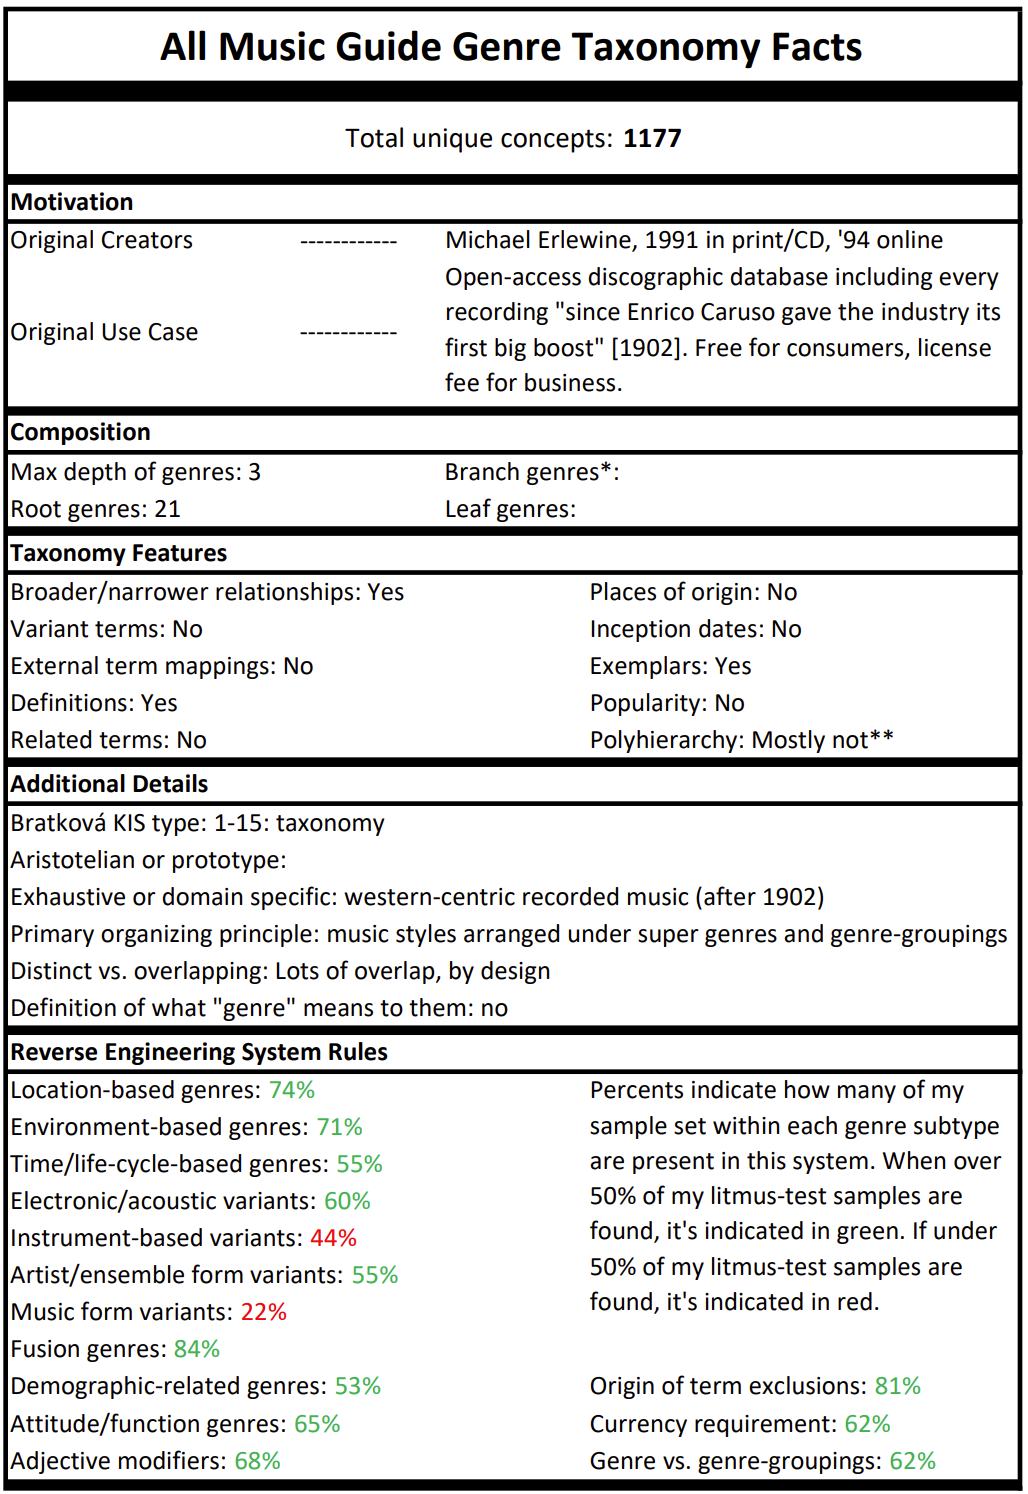 All Music Guide Genre Taxonomy Facts
Total unique concepts: 1177
Motivation
Original Creators ------------ Michael Erlewine, 1991 in print/CD, '94 online
Original Use Case ------------ Open-access discographic database including every
recording "since Enrico Caruso gave the industry its
first big boost" [1902]. Free for consumers, license
fee for business.
Composition
Max depth of genres: 3 Branch genres*:
Root genres: 21 Leaf genres:
Taxonomy Features
Broader/narrower relationships: Yes Places of origin: No
Variant terms: No Inception dates: No
External term mappings: No Exemplars: Yes
Definitions: Yes Popularity: No
Related terms: No Polyhierarchy: Mostly not**
Additional Details
Bratková KIS type: 1-15: taxonomy
Aristotelian or prototype:
Exhaustive or domain specific: western-centric recorded music (after 1902)
Primary organizing principle: music styles arranged under super genres and genre-groupings
Distinct vs. overlapping: Lots of overlap, by design
Definition of what "genre" means to them: no
Reverse Engineering System Rules
Location-based genres: 74%
Environment-based genres: 71%
Time/life-cycle-based genres: 55%
Electronic/acoustic variants: 60%
Instrument-based variants: 44%
Artist/ensemble form variants: 55%
Music form variants: 22%
Fusion genres: 84%
Demographic-related genres: 53%
Attitude/function genres: 65%
Adjective modifiers: 68%
Percents indicate how many of my
sample set within each genre subtype
are present in this system. When over
50% of my litmus-test samples are
found, it's indicated in green. If under
50% of my litmus-test samples are
found, it's indicated in red.
Origin of term exclusions: 81%
Currency requirement: 62%
Genre vs. genre-groupings: 62%